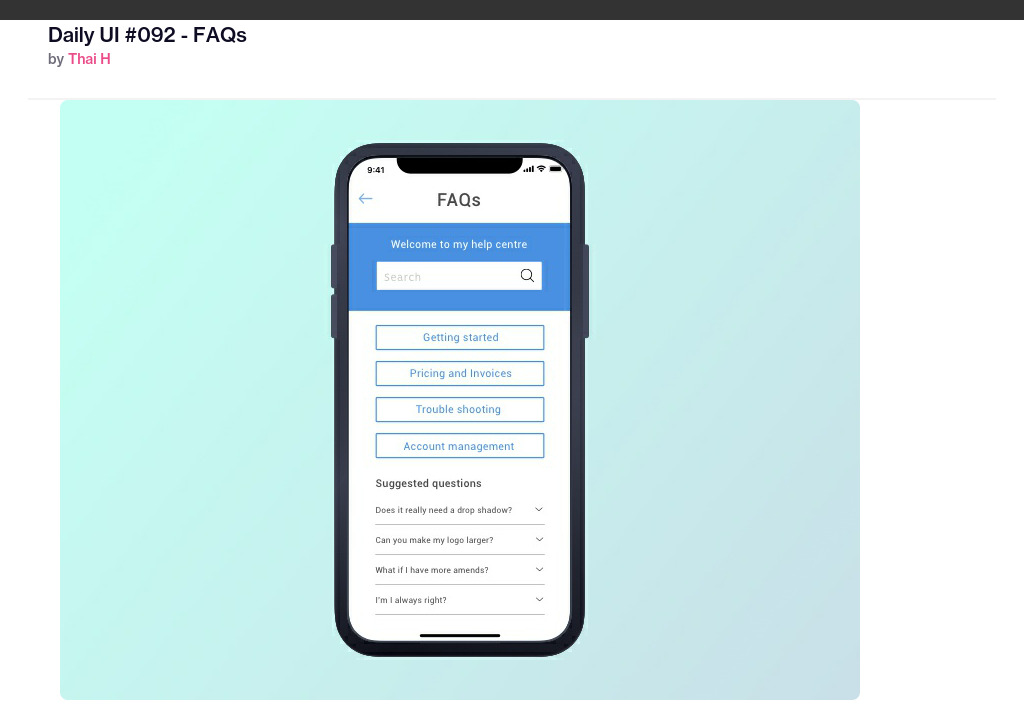 Daily UI #092 - FAQs
by Thai H
9:41
FAQs
Welcome to my help centre
Search
Getting started
Pricing and Invoices
Trouble shooting
Account management
Suggested questions
Does it really need a drop shadow?
Can you make my logo larger?
What if I have more amends?
I'm I always right?